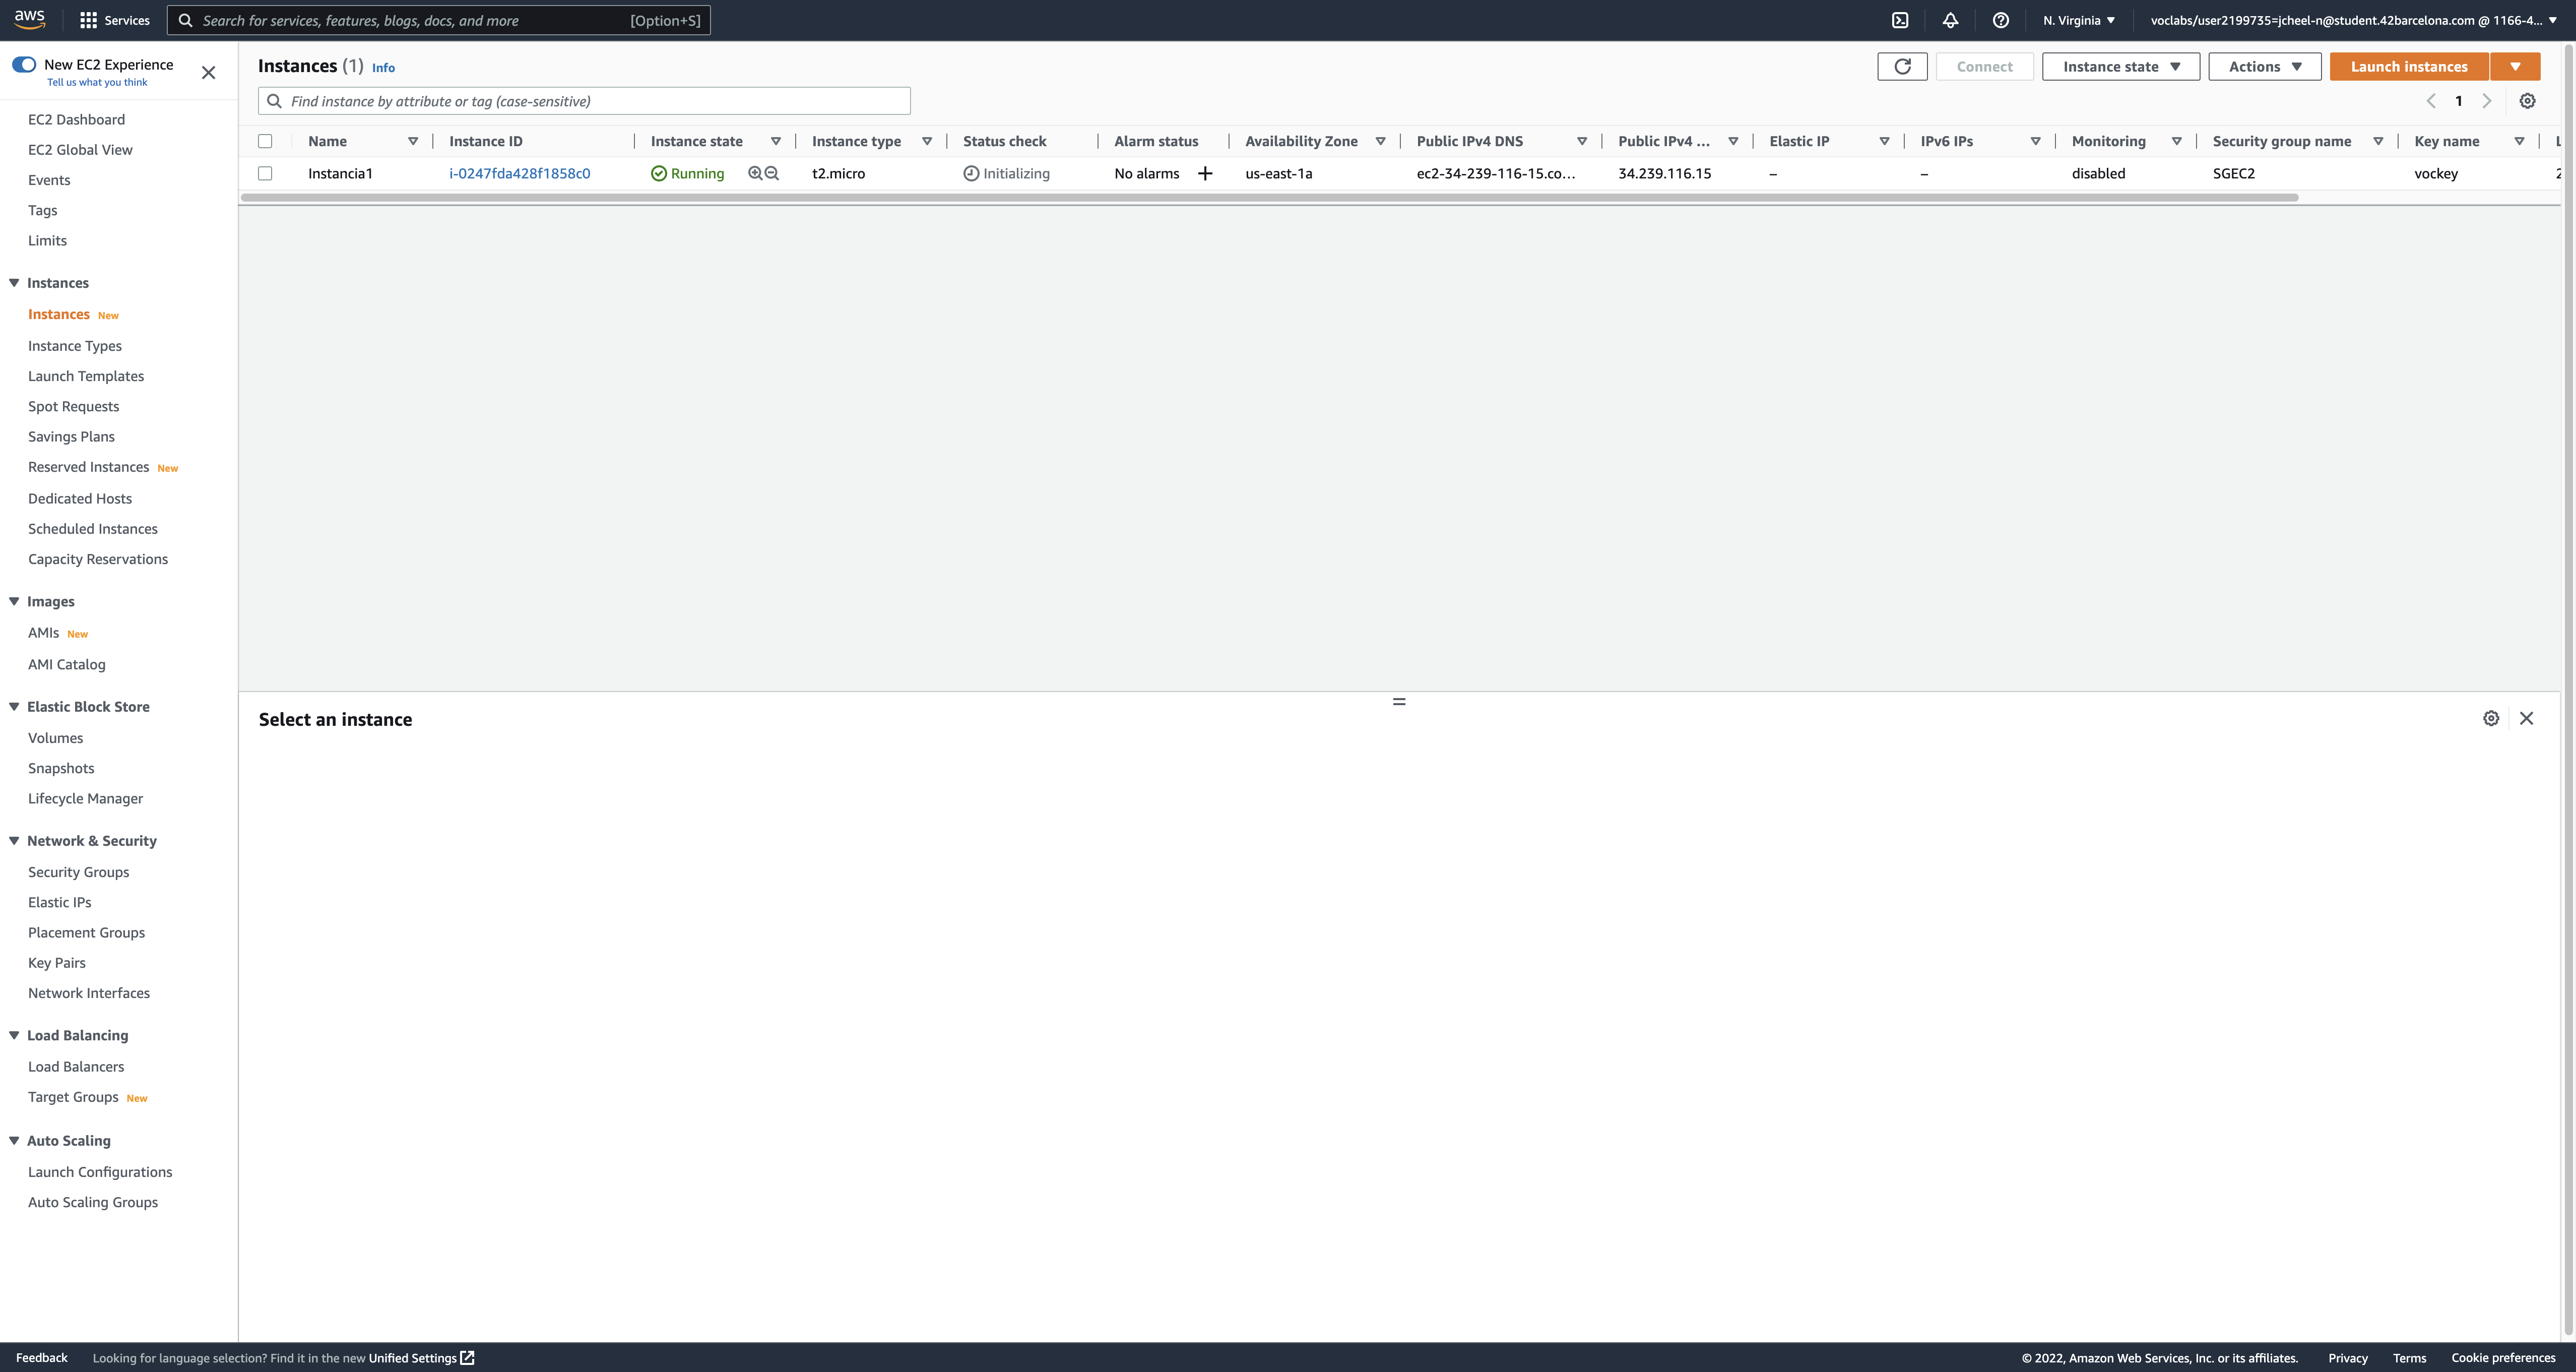 aws Services Search for services, features, blogs, docs, and more [Option+S] N. Virginia voclabs/user2199735=jcheel-n@student.42barcelona.com @ 1166-4...
New EC2 Experience
Tell us what you think
EC2 Dashboard
EC2 Global View
Events
Tags
Limits
Instances
Instances New
Instance Types
Launch Templates
Spot Requests
Savings Plans
Reserved Instances New
Dedicated Hosts
Scheduled Instances
Capacity Reservations
Images
AMIs New
AMI Catalog
Elastic Block Store
Volumes
Snapshots
Lifecycle Manager
Network & Security
Security Groups
Elastic IPs
Placement Groups
Key Pairs
Network Interfaces
Load Balancing
Load Balancers
Target Groups New
Auto Scaling
Launch Configurations
Auto Scaling Groups
Instances (1) Info Connect Instance state Actions Launch instances
Find instance by attribute or tag (case-sensitive) 1
Name Instance ID Instance state Instance type Status check Alarm status Availability Zone Public IPv4 DNS Public IPv4 ... Elastic IP IPv6 IPs Monitoring Security group name Key name
Instancia1 i-0247fda428f1858c0 Running t2.micro Initializing No alarms + us-east-1a ec2-34-239-116-15.co... 34.239.116.15 – – disabled SGEC2 vockey
Select an instance
Feedback Looking for language selection? Find it in the new Unified Settings © 2022, Amazon Web Services, Inc. or its affiliates. Privacy Terms Cookie preferences